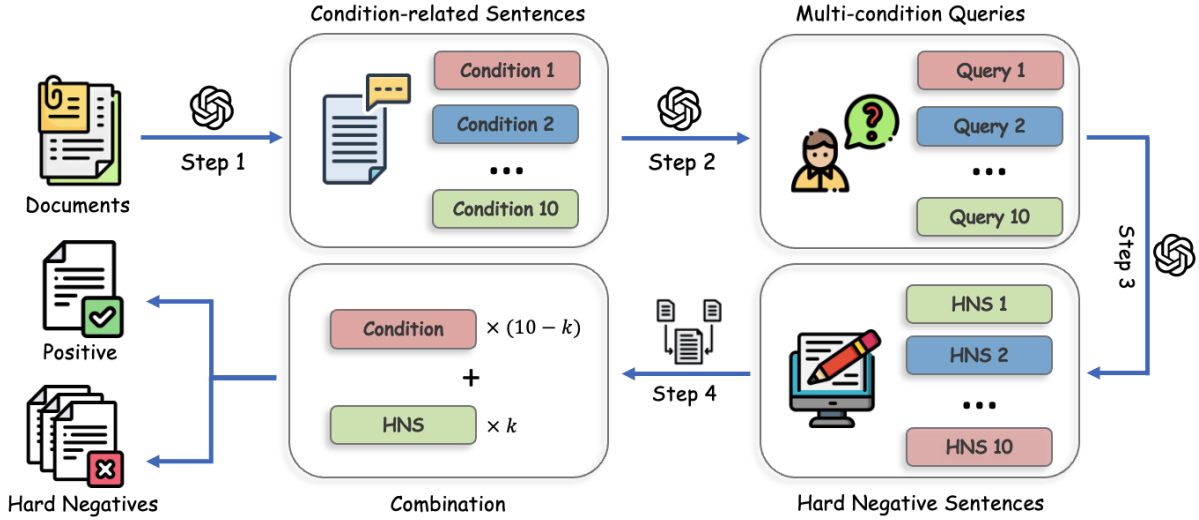 Condition-related Sentences
Multi-condition Queries
Documents
Step 1
Condition 1
Condition 2
...
Condition 10
Step 2
Query 1
Query 2
...
Query 10
Step 3
HNS 1
HNS 2
...
HNS 10
Hard Negative Sentences
Step 4
Condition × (10 − k)
+
HNS × k
Combination
Positive
Hard Negatives